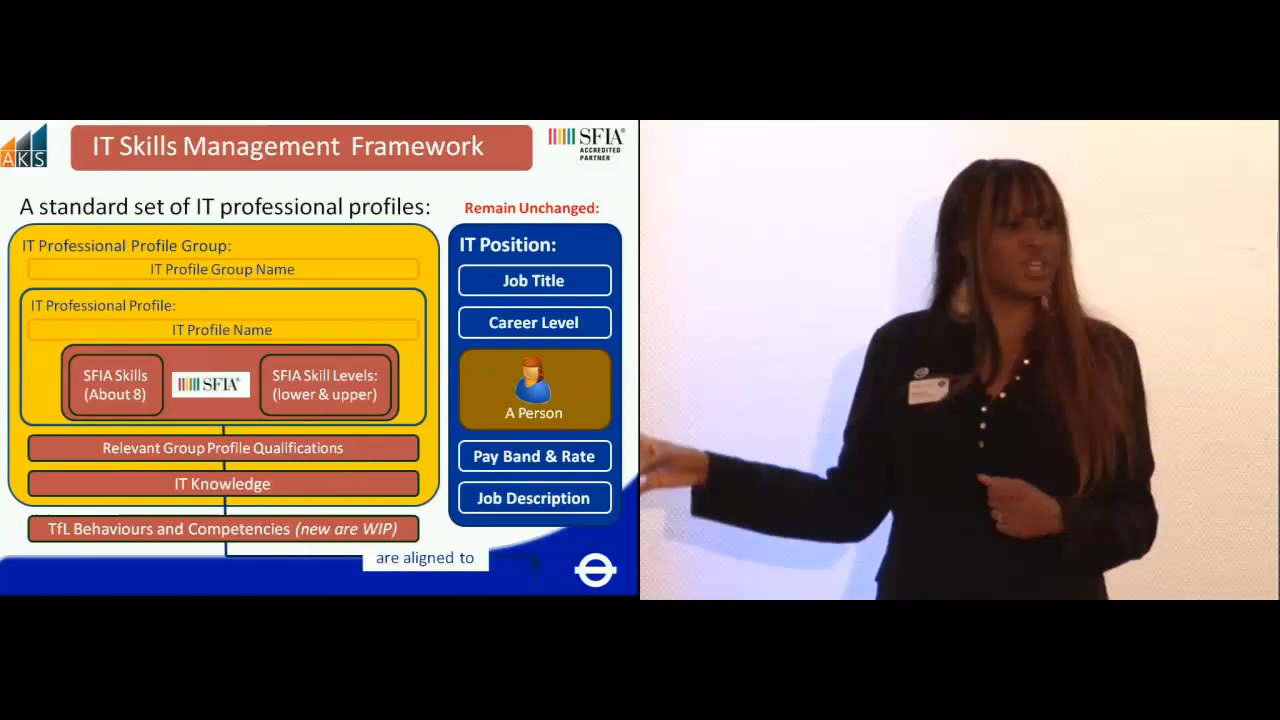 AKS
IT Skills Management Framework
SFIA®
ACCREDITED
PARTNER
A standard set of IT professional profiles:
Remain Unchanged:
IT Professional Profile Group:
IT Profile Group Name
IT Professional Profile:
IT Profile Name
SFIA Skills
(About 8)
SFIA®
SFIA Skill Levels:
(lower & upper)
Relevant Group Profile Qualifications
IT Knowledge
TfL Behaviours and Competencies (new are WIP)
are aligned to
IT Position:
Job Title
Career Level
A Person
Pay Band & Rate
Job Description